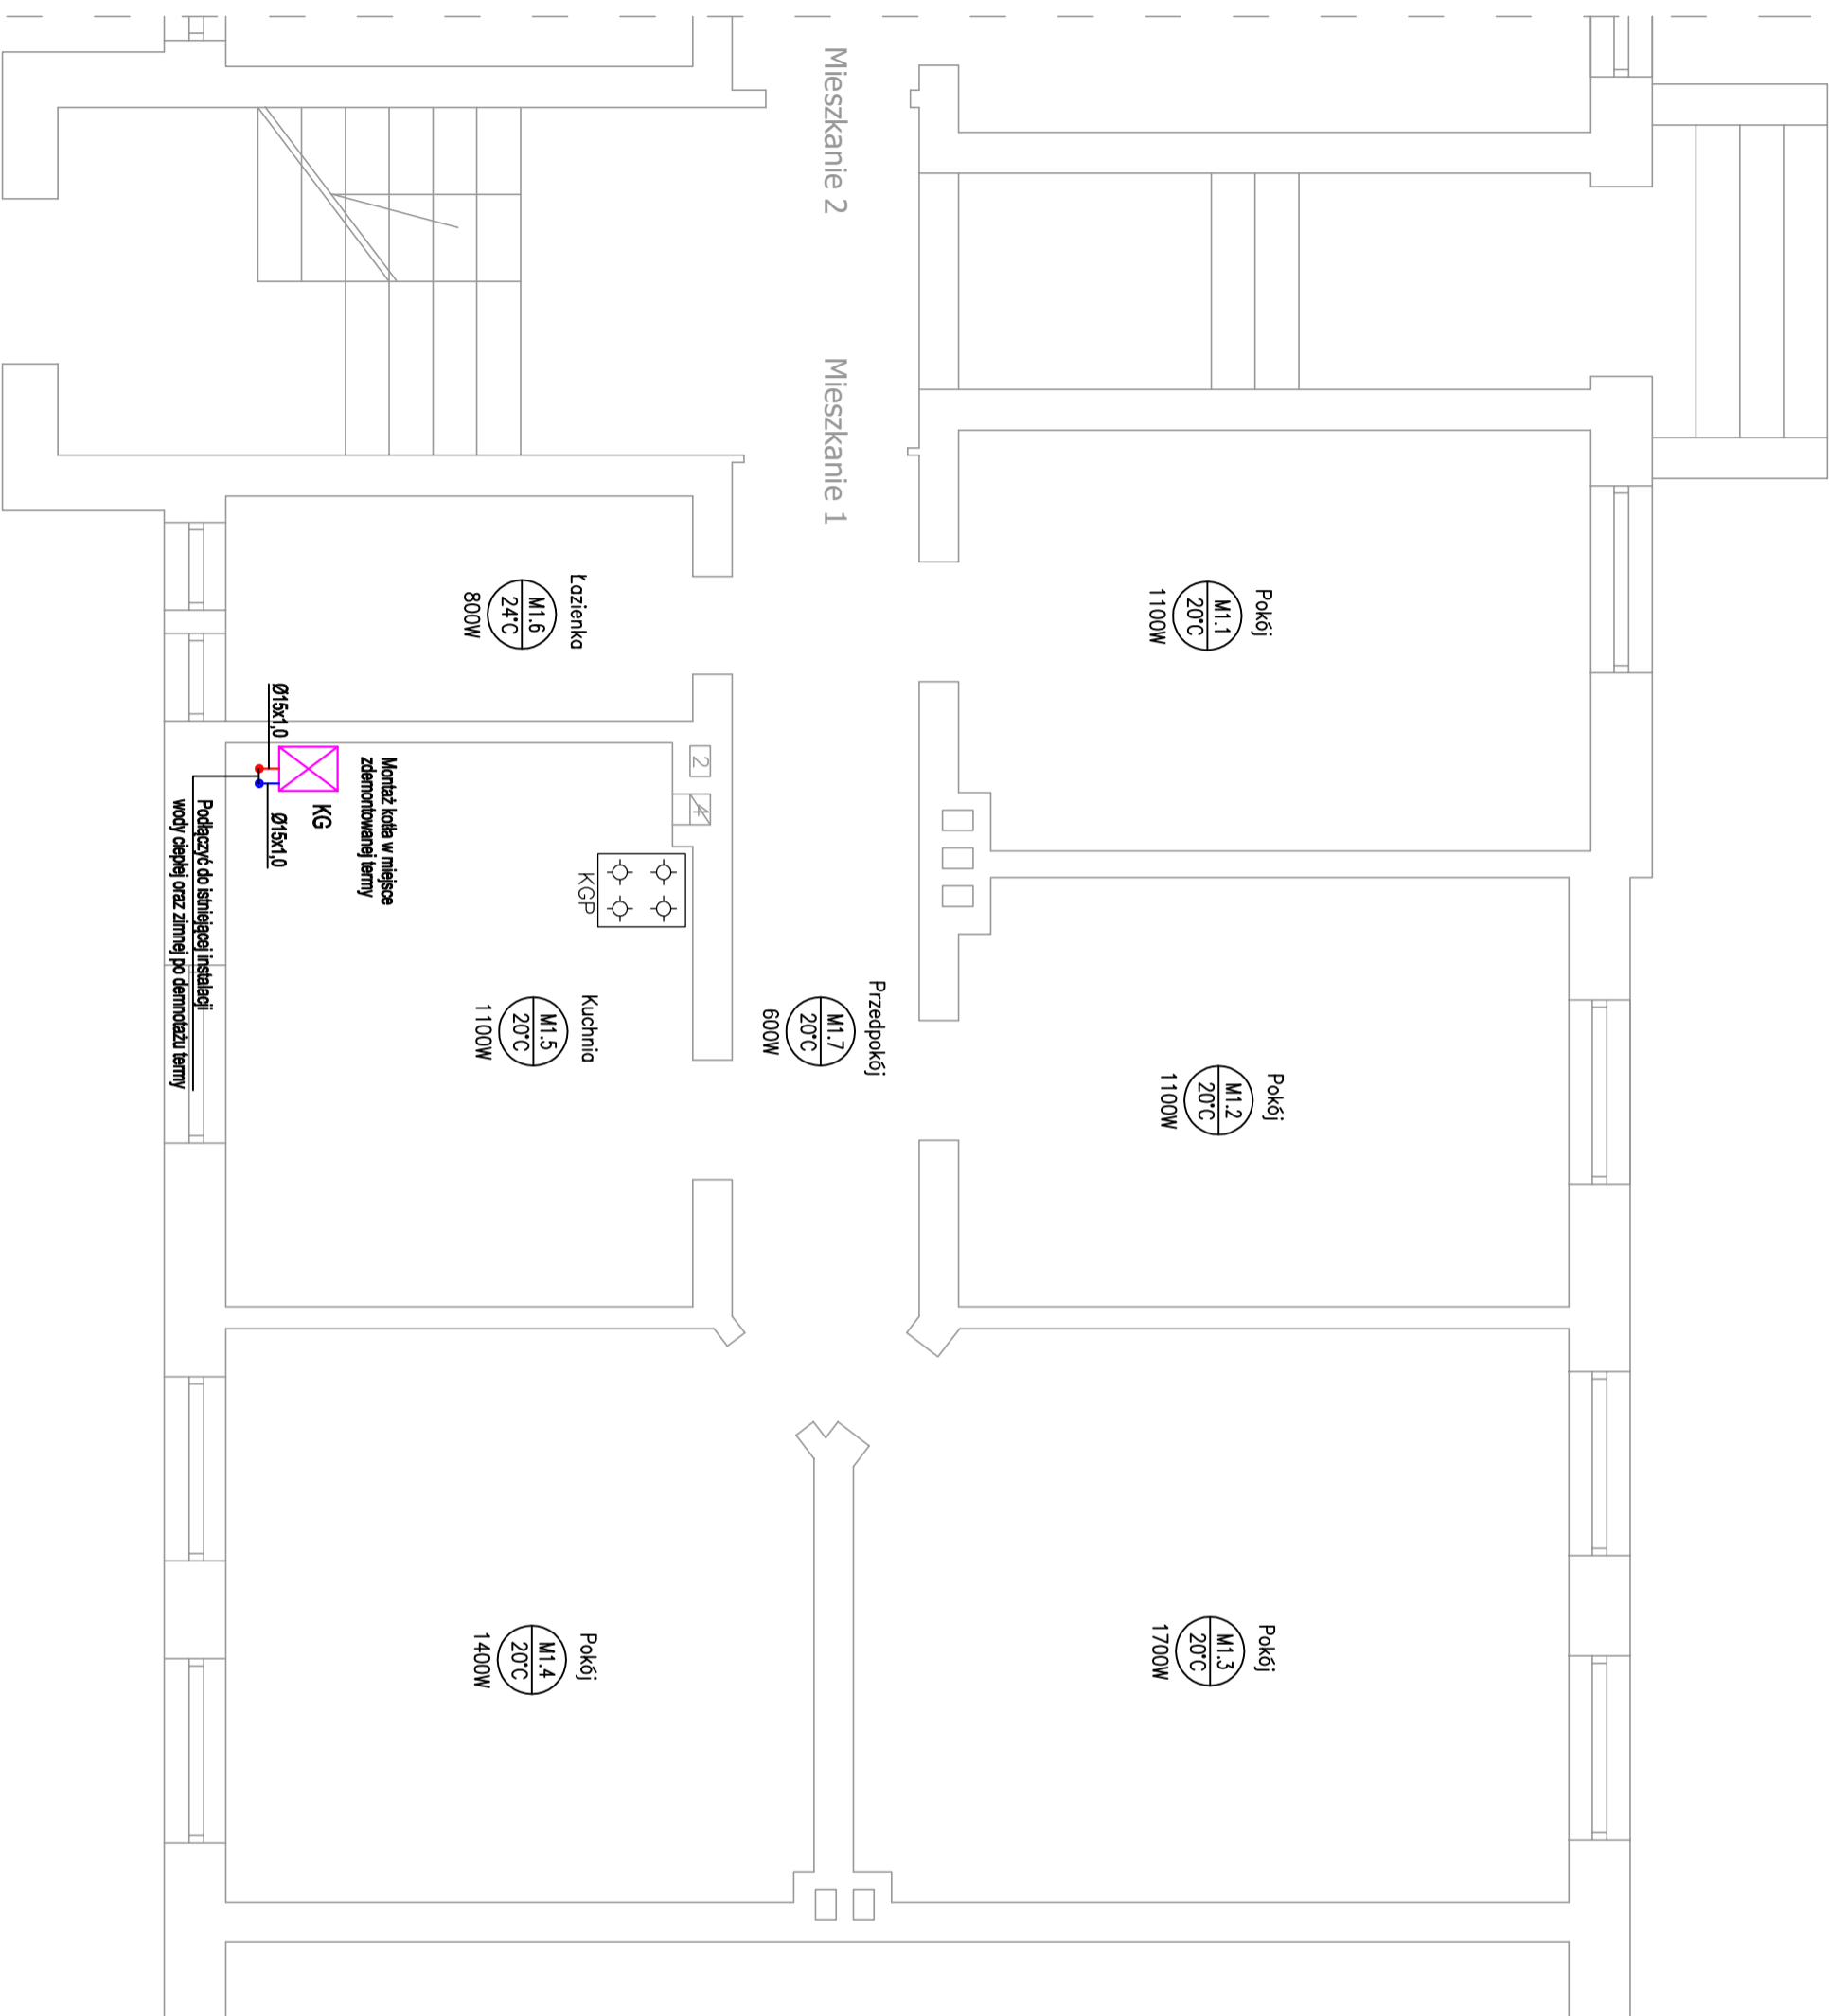 Mieszkanie 2
Mieszkanie 1
Pokój
M1.1
20°C
1100W
Pokój
M1.2
20°C
1100W
Pokój
M1.3
20°C
1700W
Przedpokój
M1.7
20°C
600W
Łazienka
M1.6
24°C
800W
2
4
KGP
Kuchnia
M1.5
20°C
1100W
Pokój
M1.4
20°C
1400W
Montaż kotła w miejsce
zdemontowanej termy
KG
Ø15x1,0
Ø15x1,0
Podłączyć do istniejącej instalacji
wody ciepłej oraz zimnej po demnotażu termy